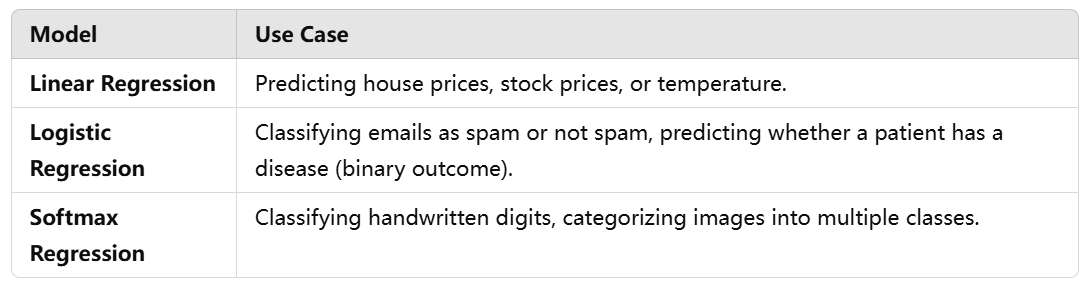 Model Use Case
Linear Regression Predicting house prices, stock prices, or temperature.
Logistic Classifying emails as spam or not spam, predicting whether a patient has a
Regression disease (binary outcome).
Softmax Classifying handwritten digits, categorizing images into multiple classes.
Regression